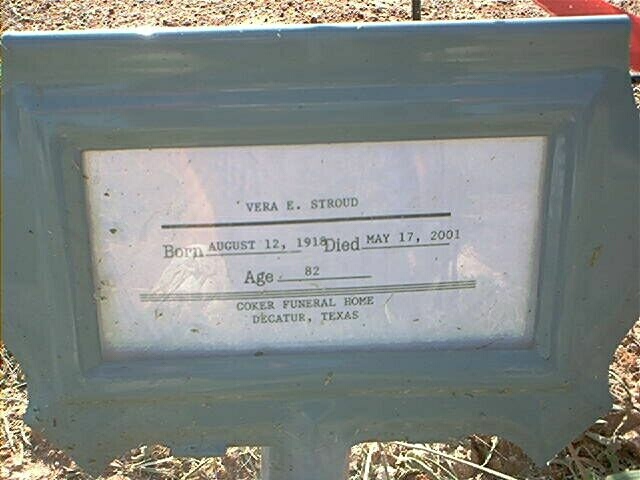 VERA E. STROUD
Born AUGUST 12, 1918 Died MAY 17, 2001
Age 82
COKER FUNERAL HOME
DECATUR, TEXAS